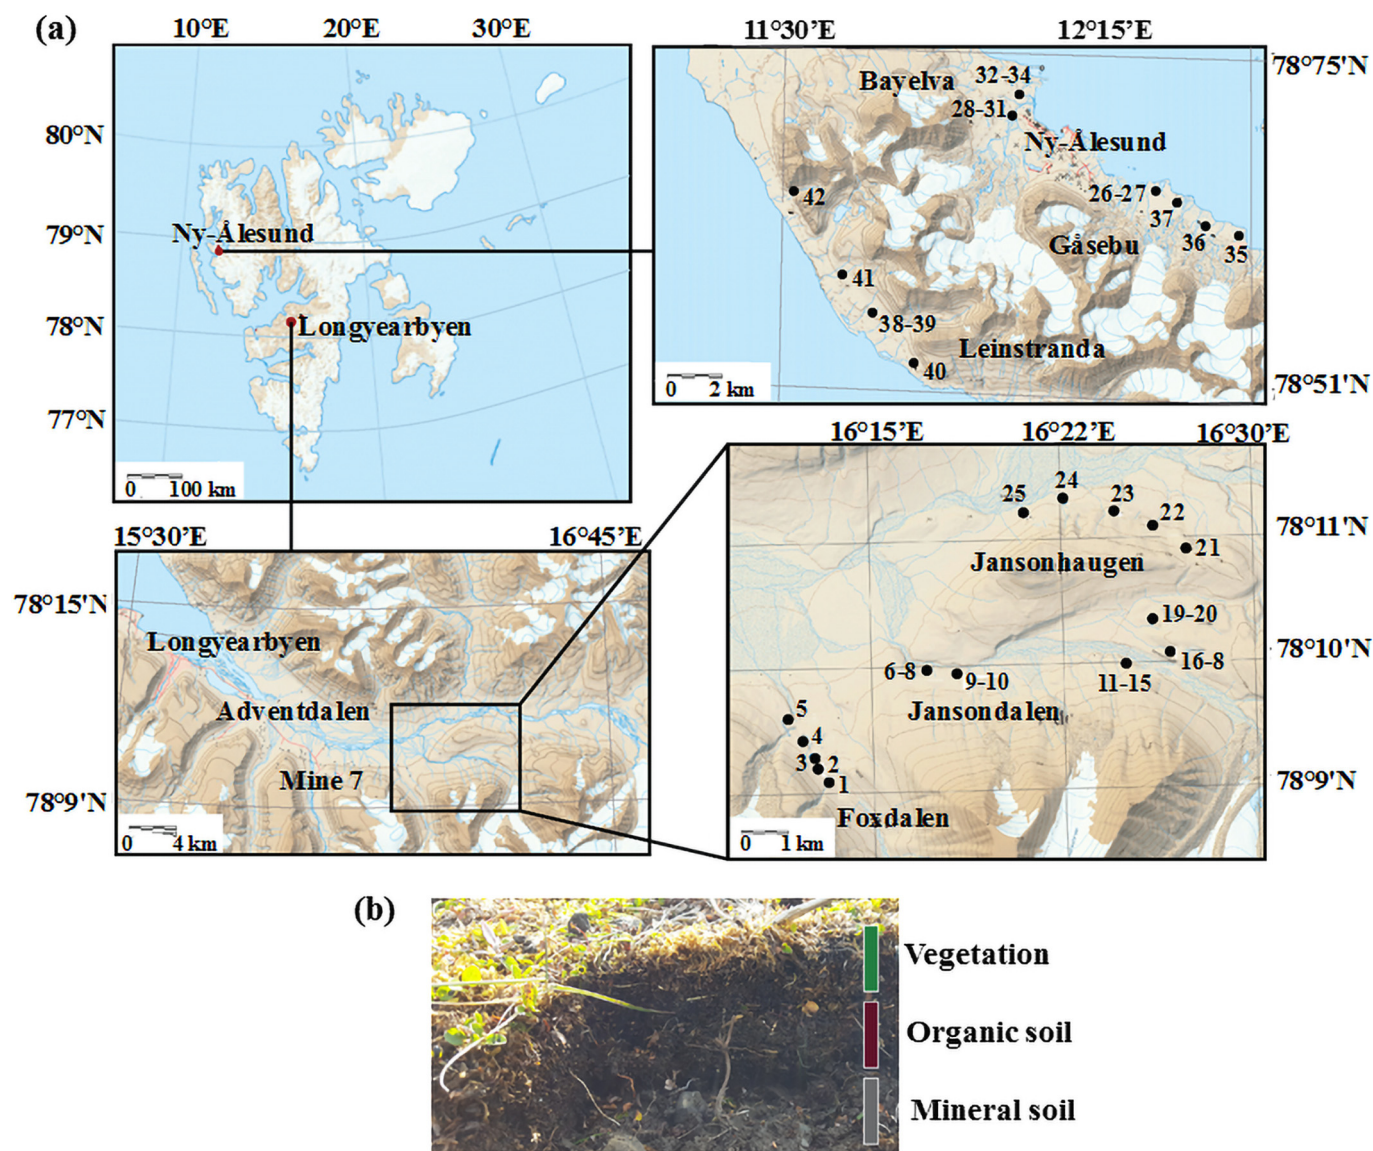 (a)
10°E 20°E 30°E
80°N
79°N
78°N
77°N
Ny-Ålesund
Longyearbyen
0 100 km
11°30'E 12°15'E
78°75'N
78°51'N
Bayelva
32-34
28-31
Ny-Ålesund
26-27
37
36
35
Gåsebu
42
41
38-39
Leinstranda
40
0 2 km
15°30'E 16°45'E
78°15'N
78°9'N
Longyearbyen
Adventdalen
Mine 7
0 4 km
16°15'E 16°22'E 16°30'E
78°11'N
78°10'N
78°9'N
25
24
23
22
21
Jansonhaugen
19-20
16-8
11-15
6-8
9-10
Jansondalen
5
4
3
2
1
Foxdalen
0 1 km
(b)
Vegetation
Organic soil
Mineral soil